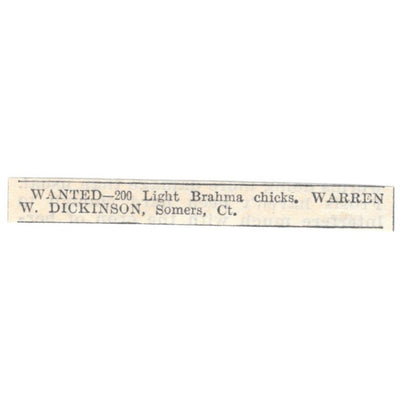 WANTED—200 Light Brahma chicks. WARREN
W. DICKINSON, Somers, Ct.